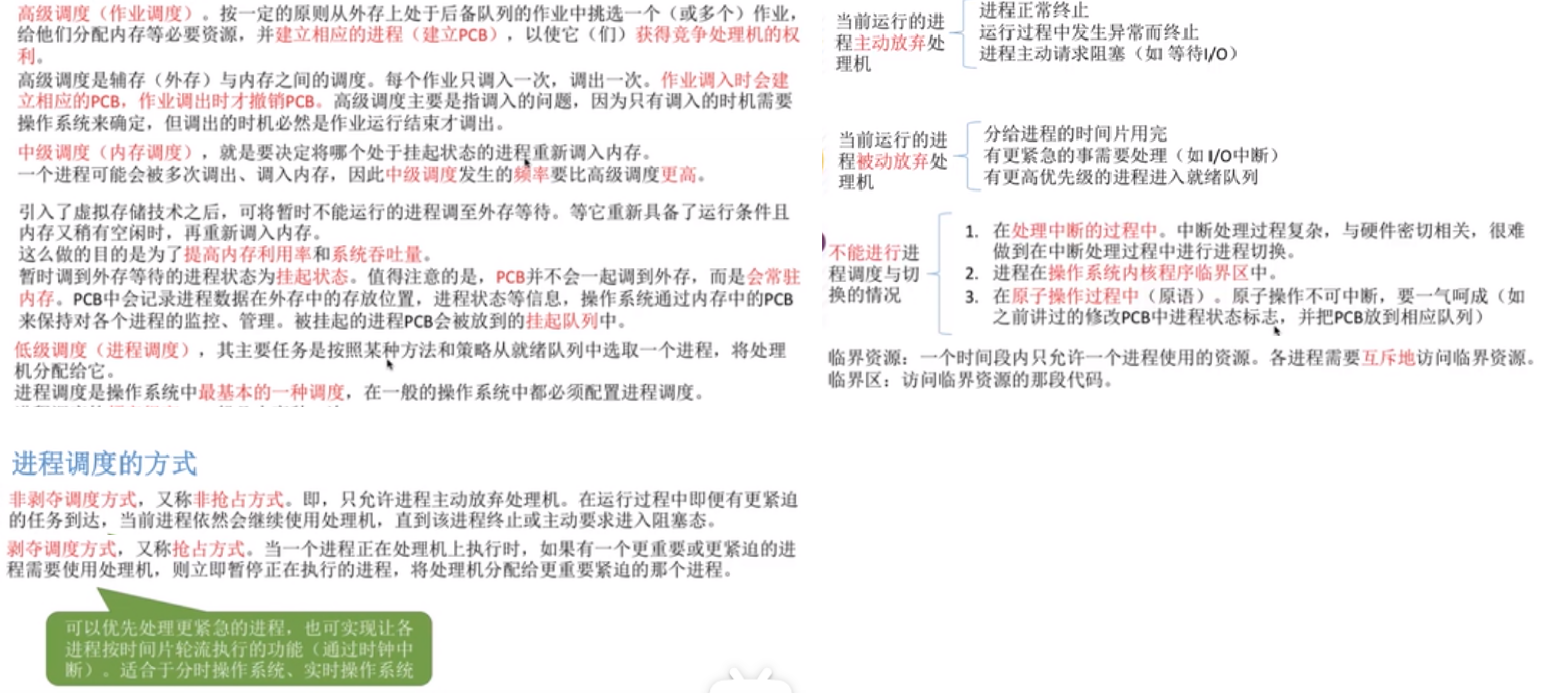 高级调度（作业调度）。按一定的原则从外存上处于后备队列的作业中挑选一个（或多个）作业，
给他们分配内存等必要资源，并建立相应的进程（建立PCB），以使它（们）获得竞争处理机的权
利。
高级调度是辅存（外存）与内存之间的调度。每个作业只调入一次，调出一次。作业调入时会建
立相应的PCB，作业调出时才撤销PCB。高级调度主要是指调入的问题，因为只有调入的时机需要
操作系统来确定，但调出的时机必然是作业运行结束才调出。
中级调度（内存调度），就是要决定将哪个处于挂起状态的进程重新调入内存。
一个进程可能会被多次调出、调入内存，因此中级调度发生的频率要比高级调度更高。
引入了虚拟存储技术之后，可将暂时不能运行的进程调至外存等待。等它重新具备了运行条件且
内存又稍有空闲时，再重新调入内存。
这么做的目的是为了提高内存利用率和系统吞吐量。
暂时调到外存等待的进程状态为挂起状态。值得注意的是，PCB并不会一起调到外存，而是会常驻
内存。PCB中会记录进程数据在外存中的存放位置，进程状态等信息，操作系统通过内存中的PCB
来保持对各个进程的监控、管理。被挂起的进程PCB会被放到的挂起队列中。
低级调度（进程调度），其主要任务是按照某种方法和策略从就绪队列中选取一个进程，将处理
机分配给它。
进程调度是操作系统中最基本的一种调度，在一般的操作系统中都必须配置进程调度。
进程调度的方式
非剥夺调度方式，又称非抢占方式。即，只允许进程主动放弃处理机。在运行过程中即便有更紧迫
的任务到达，当前进程依然会继续使用处理机，直到该进程终止或主动要求进入阻塞态。
剥夺调度方式，又称抢占方式。当一个进程正在处理机上执行时，如果有一个更重要或更紧迫的进
程需要使用处理机，则立即暂停正在执行的进程，将处理机分配给更重要紧迫的那个进程。
可以优先处理更紧急的进程，也可实现让各
进程按时间片轮流执行的功能（通过时钟中
断）。适合于分时操作系统、实时操作系统
当前运行的进
程主动放弃处
理机
进程正常终止
运行过程中发生异常而终止
进程主动请求阻塞（如 等待I/O）
当前运行的进
程被动放弃处
理机
分给进程的时间片用完
有更紧急的事需要处理（如 I/O中断）
有更高优先级的进程进入就绪队列
不能进行进
程调度与切
换的情况
1. 在处理中断的过程中。中断处理过程复杂，与硬件密切相关，很难
做到在中断处理过程中进行进程切换。
2. 进程在操作系统内核程序临界区中。
3. 在原子操作过程中（原语）。原子操作不可中断，要一气呵成（如
之前讲过的修改PCB中进程状态标志，并把PCB放到相应队列）
临界资源：一个时间段内只允许一个进程使用的资源。各进程需要互斥地访问临界资源。
临界区：访问临界资源的那段代码。